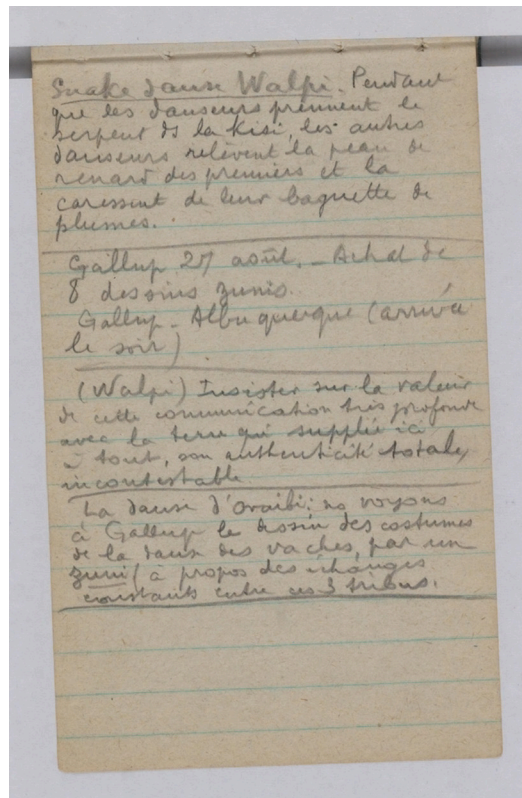 Snake danse Walpi. Pendant
que les danseurs prennent le
serpent ds la Kisi, les autres
danseurs relèvent la peau de
renard des premiers et la
caressent de leur baguette de
plumes.
Gallup 27 août. _ Achat de
8 dessins zunis.
Gallup - Albuquerque (arrivée
le soir)
(Walpi) Insister sur la valeur
de cette communication très profonde
avec la terre qui supplée ici
à tout, son authenticité totale,
incontestable
La danse d'Oraibi: ns voyons
à Gallup le dessin des costumes
de la danse des vaches, par un
zuni (à propos des échanges
constants entre ces 3 tribus.